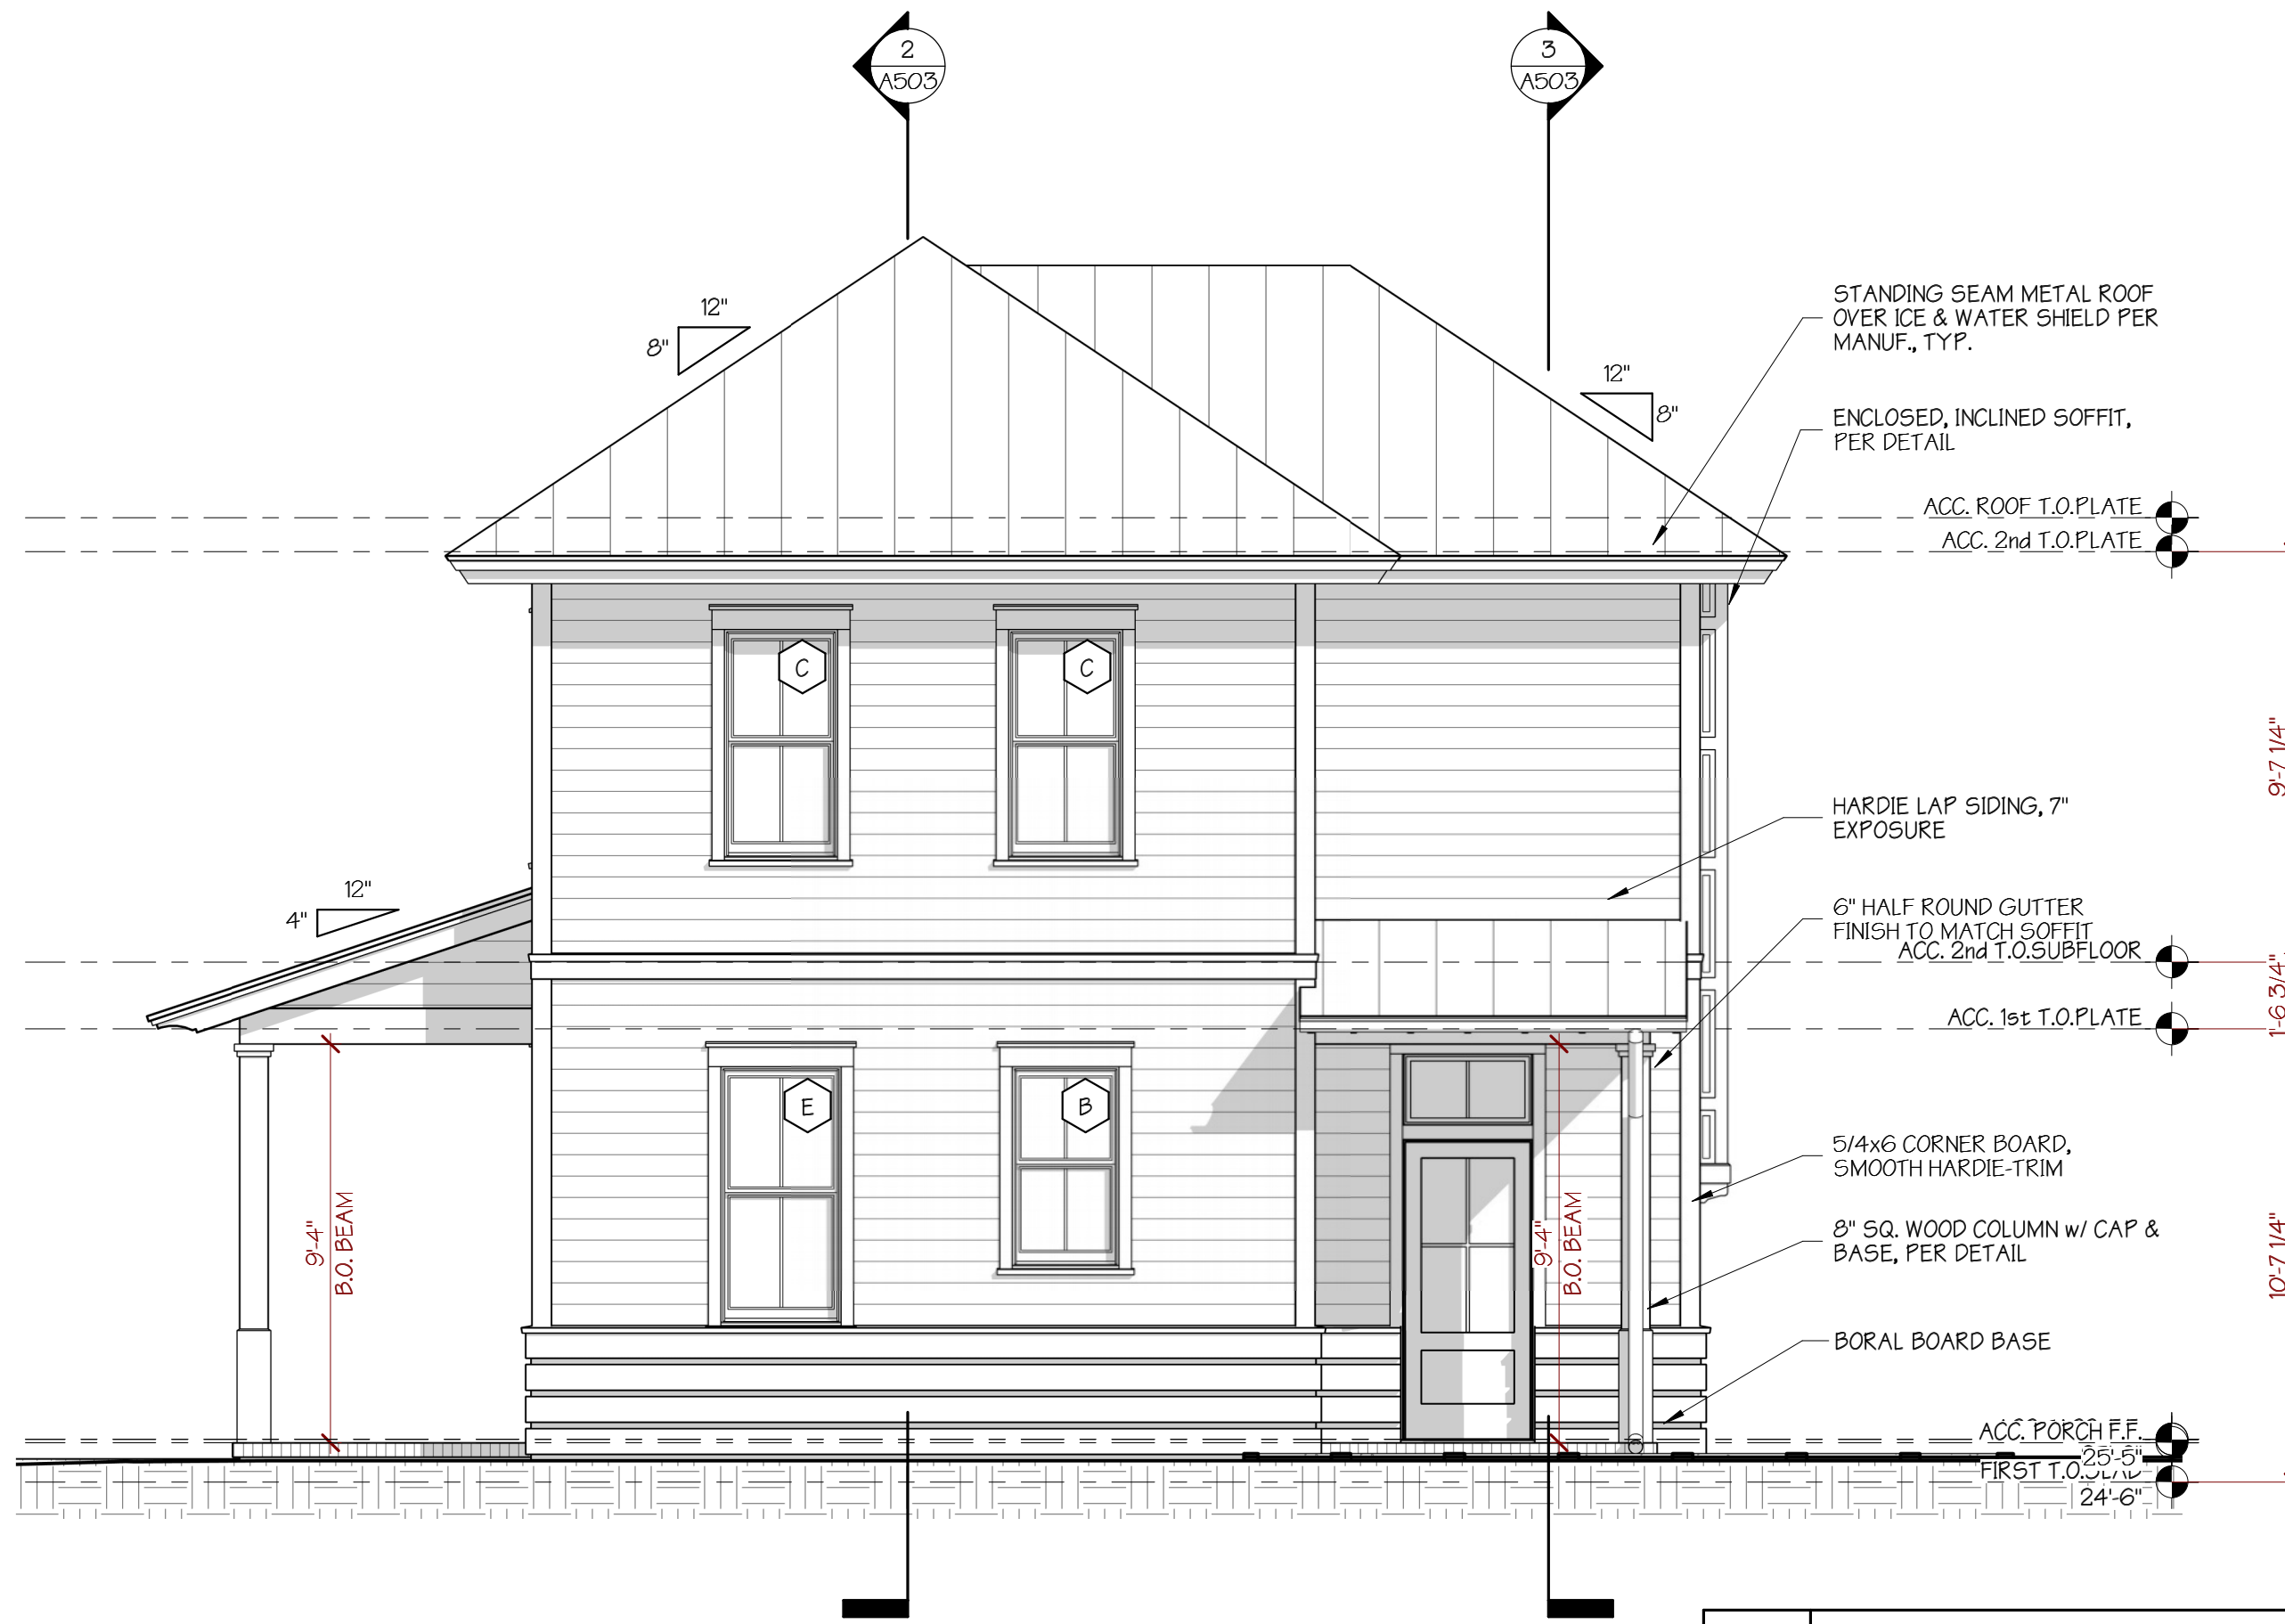 2
A503
3
A503
12"
8"
12"
8"
STANDING SEAM METAL ROOF
OVER ICE & WATER SHIELD PER
MANUF., TYP.
ENCLOSED, INCLINED SOFFIT,
PER DETAIL
ACC. ROOF T.O.PLATE
ACC. 2nd T.O.PLATE
C
C
9'-7 1/4"
HARDIE LAP SIDING, 7"
EXPOSURE
12"
4"
6" HALF ROUND GUTTER
FINISH TO MATCH SOFFIT
ACC. 2nd T.O.SUBFLOOR
1-6 3/4"
ACC. 1st T.O.PLATE
E
B
5/4x6 CORNER BOARD,
SMOOTH HARDIE-TRIM
9'-4"
B.O. BEAM
9'-4"
B.O. BEAM
8" SQ. WOOD COLUMN w/ CAP &
BASE, PER DETAIL
10'-7 1/4"
BORAL BOARD BASE
ACC. PORCH F.F.
25'-5"
FIRST T.O.SLAB
24'-6"